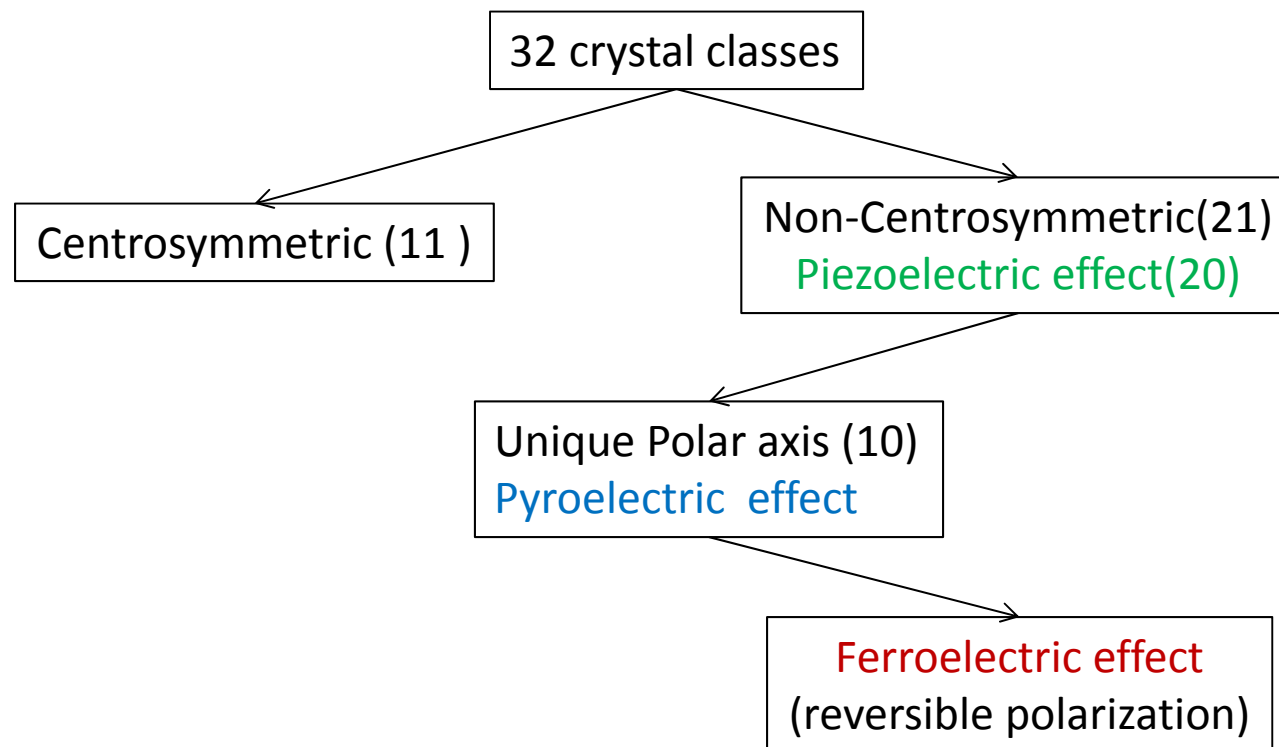 32 crystal classes
Centrosymmetric (11 )
Non-Centrosymmetric(21)
Piezoelectric effect(20)
Unique Polar axis (10)
Pyroelectric  effect
Ferroelectric effect
(reversible polarization)